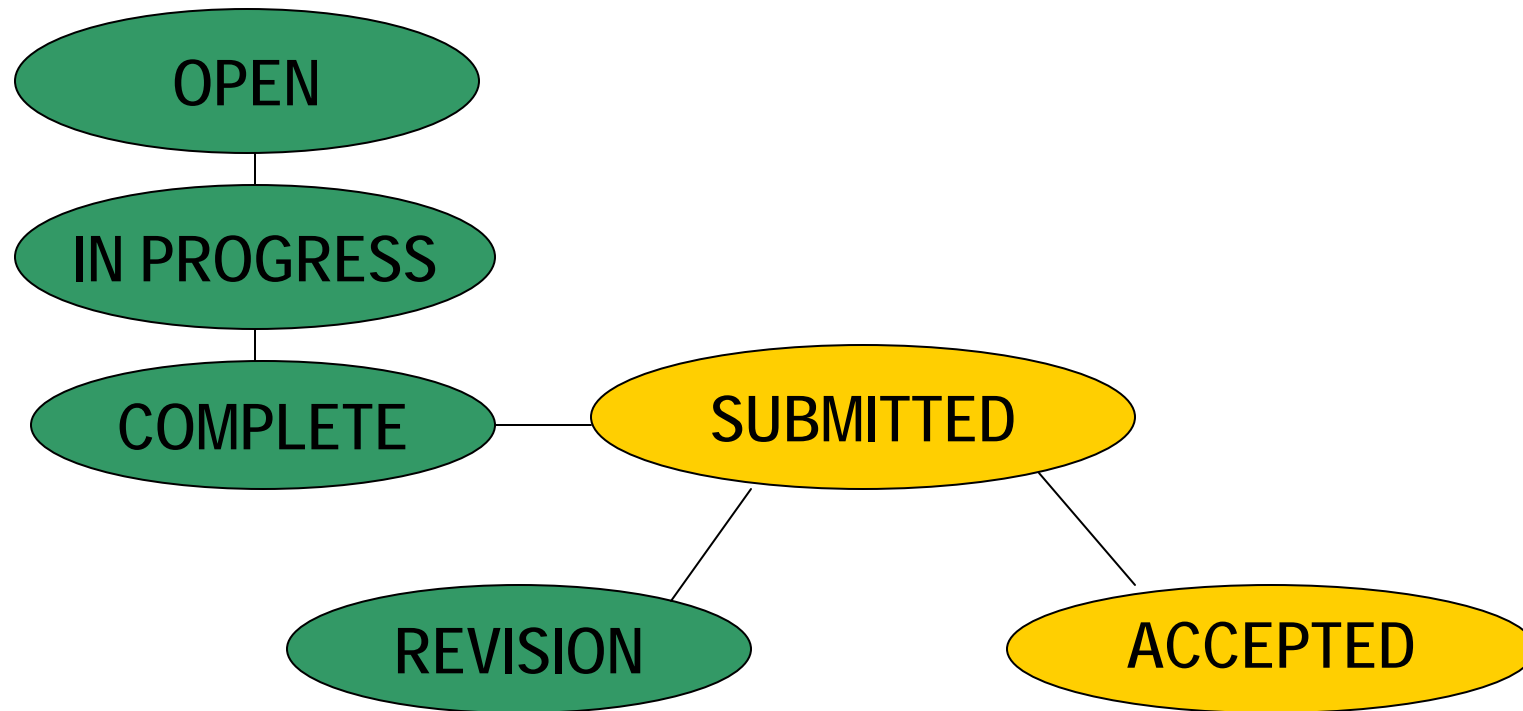 OPEN
IN PROGRESS
COMPLETE
SUBMITTED
REVISION
ACCEPTED